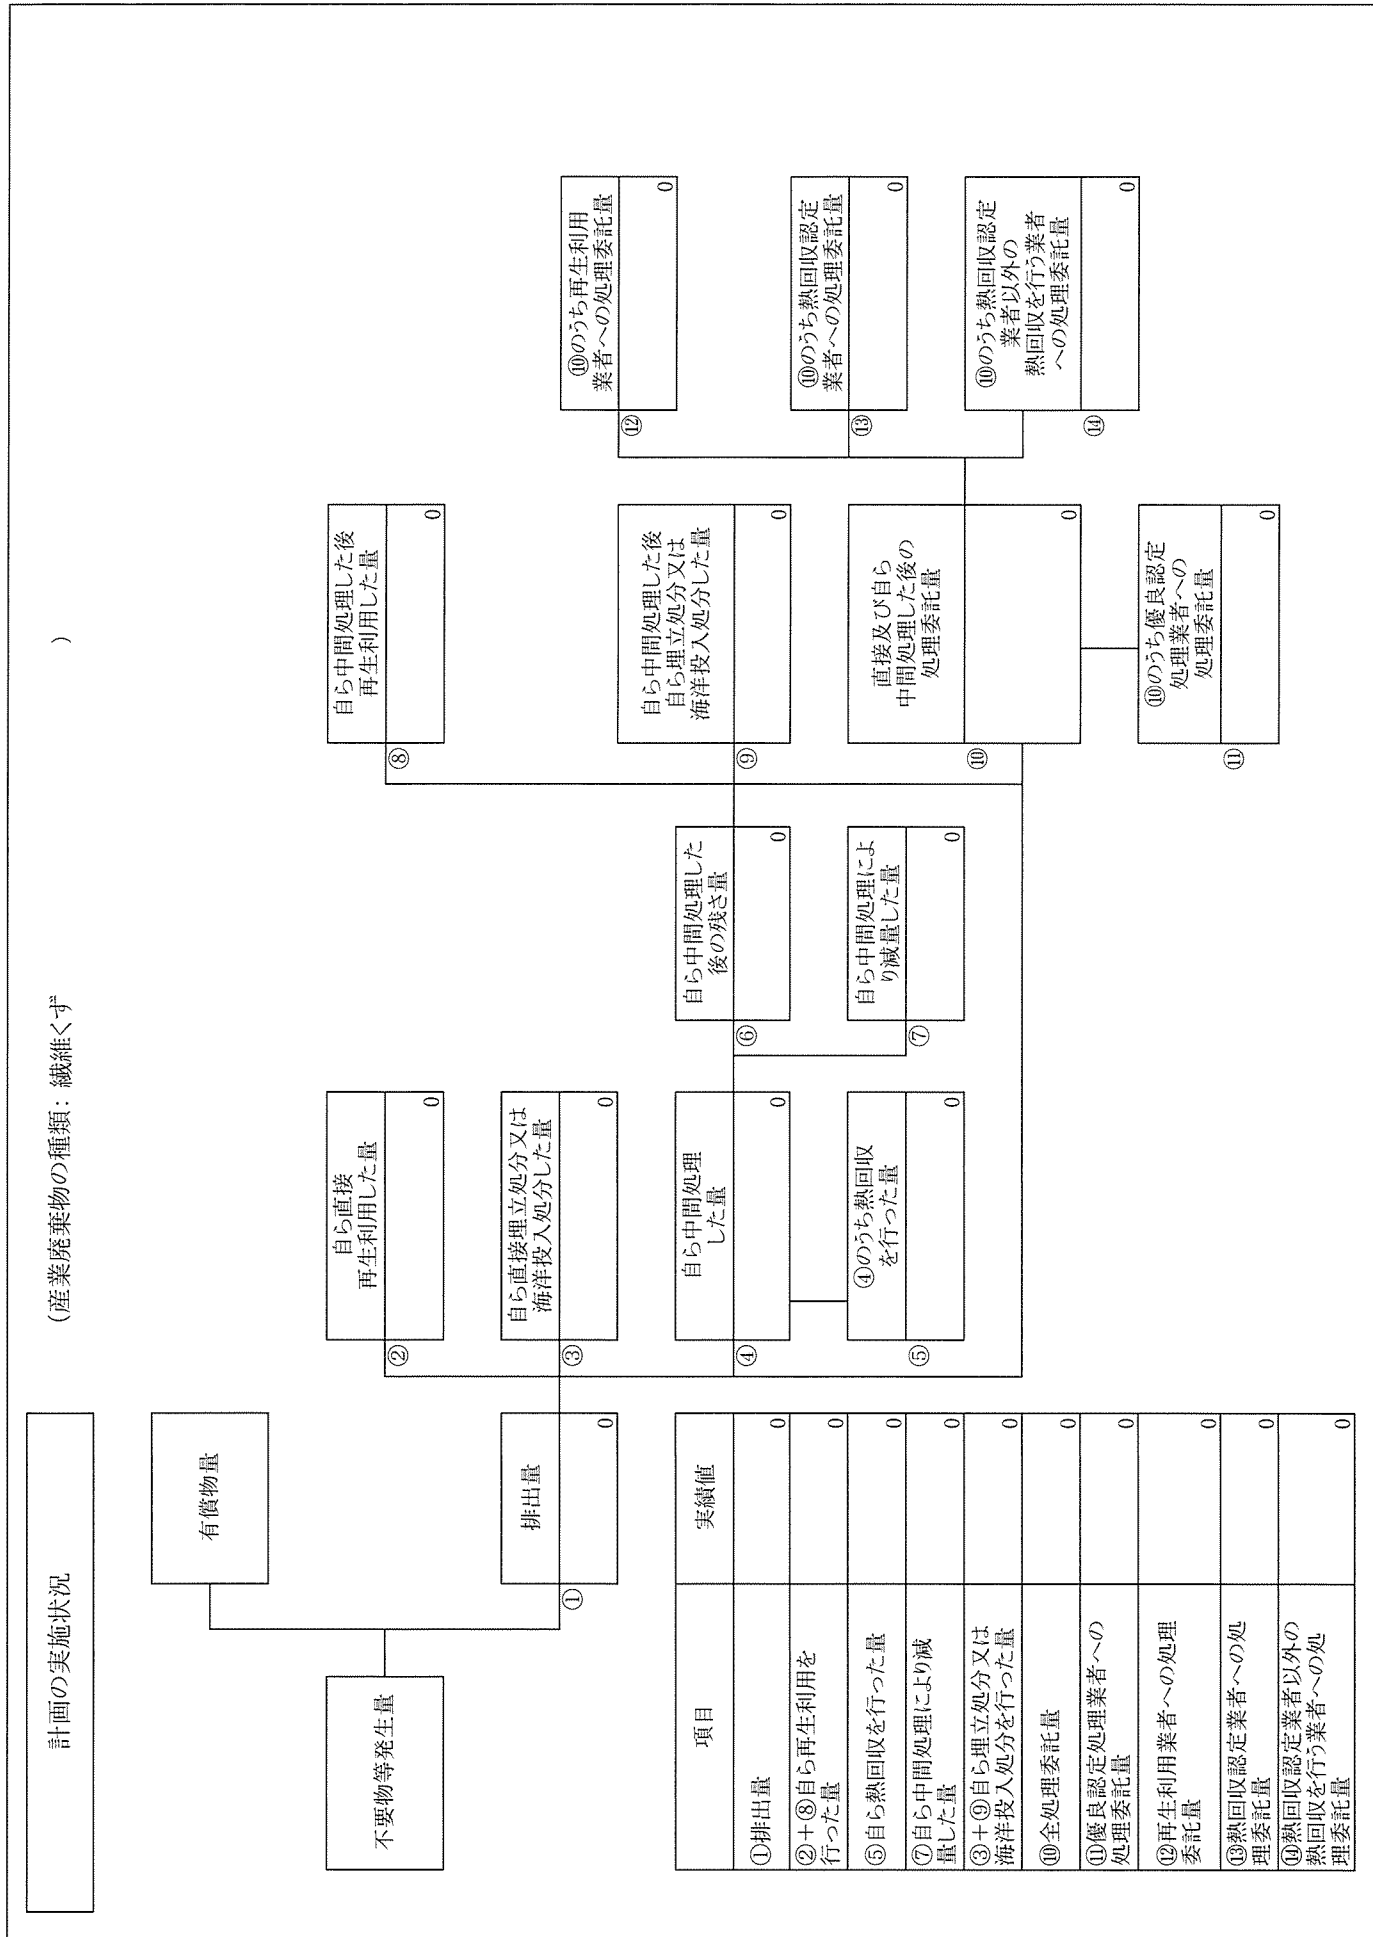 計画の実施状況
(産業廃棄物の種類：繊維くず
)
不要物等発生量
有償物量
排出量
①
0
自ら直接
再生利用した量
②
0
自ら直接埋立処分又は
海洋投入処分した量
③
0
自ら中間処理
した量
④
0
④のうち熱回収
を行った量
⑤
0
自ら中間処理した
後の残さ量
⑥
0
自ら中間処理によ
り減量した量
⑦
0
自ら中間処理した後
再生利用した量
⑧
0
自ら中間処理した後
自ら埋立処分又は
海洋投入処分した量
⑨
0
直接及び自ら
中間処理した後の
処理委託量
⑩
0
⑩のうち優良認定
処理業者への
処理委託量
⑪
0
⑩のうち再生利用
業者への処理委託量
⑫
0
⑩のうち熱回収認定
業者への処理委託量
⑬
0
⑩のうち熱回収認定
業者以外の
熱回収を行う業者
への処理委託量
⑭
0
項目 実績値
①排出量 0
②＋⑧自ら再生利用を
行った量 0
⑤自ら熱回収を行った量 0
⑦自ら中間処理により減
量した量 0
③＋⑨自ら埋立処分又は
海洋投入処分を行った量 0
⑩全処理委託量 0
⑪優良認定処理業者への
処理委託量 0
⑫再生利用業者への処理
委託量 0
⑬熱回収認定業者への処
理委託量 0
⑭熱回収認定業者以外の
熱回収を行う業者への処
理委託量 0